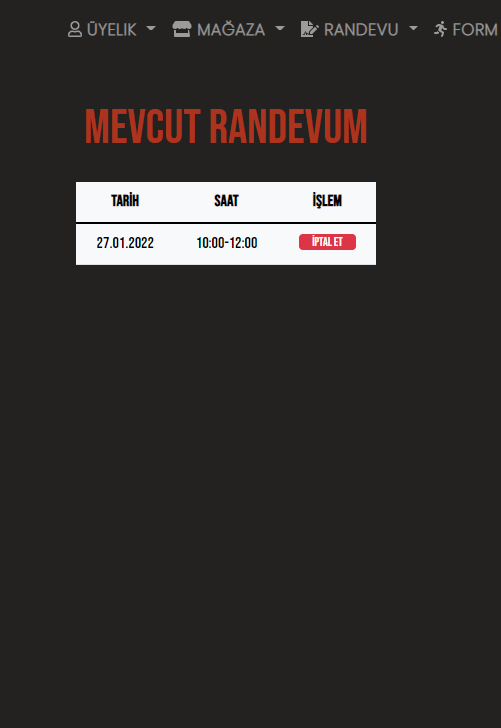 ÜYELIK MAĞAZA RANDEVU FORM
MEVCUT RANDEVUM
TARİH SAAT İŞLEM
27.01.2022 10:00-12:00 İPTAL ET